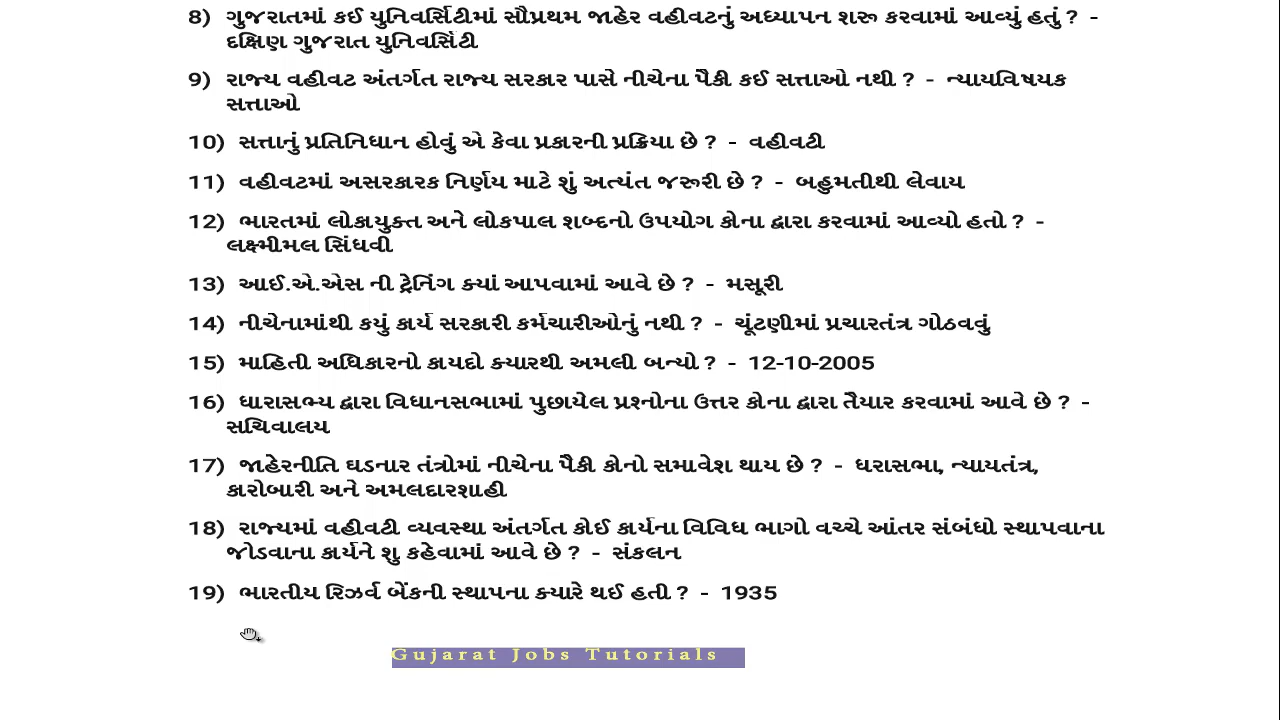 8) ગુજરાતમાં કઈ યુનિવર્સિટીમાં સૌપ્રથમ જાહેર વહીવટનું અધ્યાપન શરૂ કરવામાં આવ્યું હતું ? -
દક્ષિણ ગુજરાત યુનિવર્સિટી
9) રાજ્ય વહીવટ અંતર્ગત રાજ્ય સરકાર પાસે નીચેના પૈકી કઈ સત્તાઓ નથી ? - ન્યાયવિષયક
સત્તાઓ
10) સત્તાનું પ્રતિનિધાન હોવું એ કેવા પ્રકારની પ્રક્રિયા છે ? - વહીવટી
11) વહીવટમાં અસરકારક નિર્ણય માટે શું અત્યંત જરૂરી છે ? - બહુમતીથી લેવાય
12) ભારતમાં લોકાયુક્ત અને લોકપાલ શબ્દનો ઉપયોગ કોના દ્વારા કરવામાં આવ્યો હતો ? -
લક્ષ્મીમલ સિંઘવી
13) આઈ.એ.એસ ની ટ્રેનિંગ ક્યાં આપવામાં આવે છે ? - મસૂરી
14) નીચેનામાંથી કયું કાર્ય સરકારી કર્મચારીઓનું નથી ? - ચૂંટણીમાં પ્રચારતંત્ર ગોઠવવું
15) માહિતી અધિકારનો કાયદો ક્યારથી અમલી બન્યો ? - 12-10-2005
16) ધારાસભ્ય દ્વારા વિધાનસભામાં પુછાયેલ પ્રશ્નોના ઉત્તર કોના દ્વારા તૈયાર કરવામાં આવે છે ? -
સચિવાલય
17) જાહેરનીતિ ઘડનાર તંત્રોમાં નીચેના પૈકી કોનો સમાવેશ થાય છે ? - ધરાસભા, ન્યાયતંત્ર,
કારોબારી અને અમલદારશાહી
18) રાજ્યમાં વહીવટી વ્યવસ્થા અંતર્ગત કોઈ કાર્યના વિવિધ ભાગો વચ્ચે આંતર સંબંધો સ્થાપવાના
જોડવાના કાર્યને શુ કહેવામાં આવે છે ? - સંકલન
19) ભારતીય રિઝર્વ બેંકની સ્થાપના ક્યારે થઈ હતી ? - 1935
Gujarat Jobs Tutorials